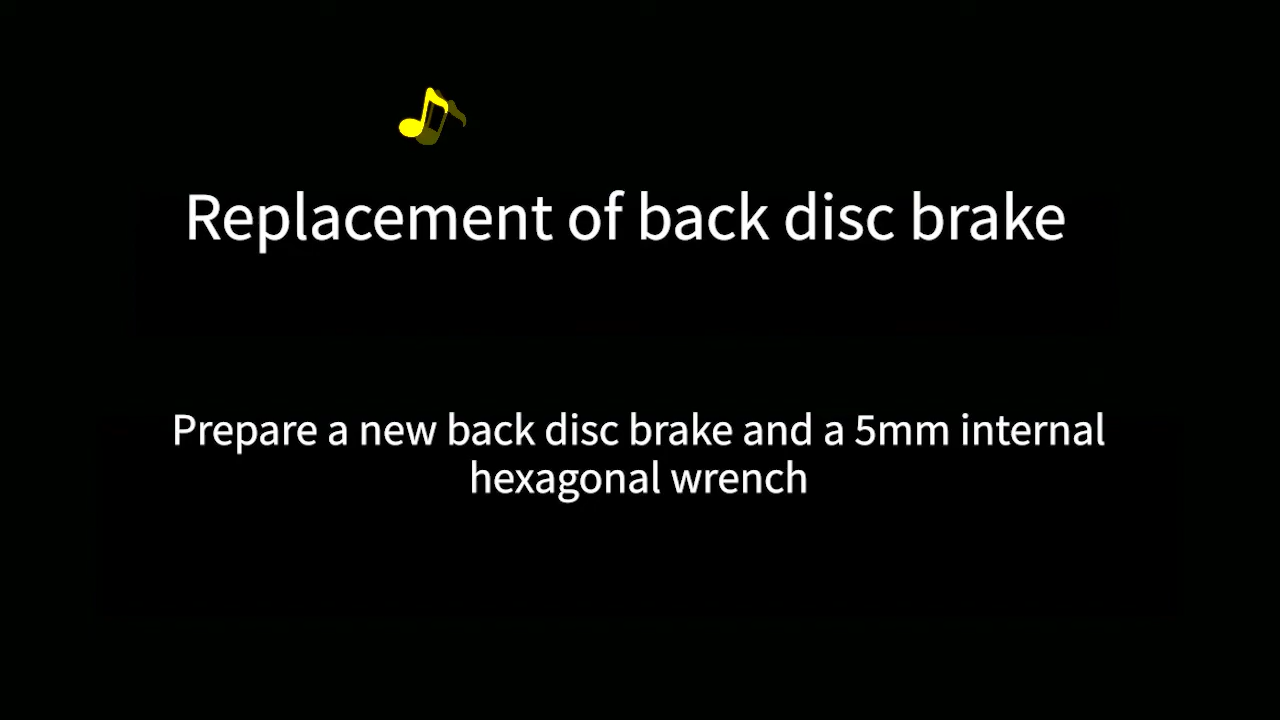 Replacement of back disc brake
Prepare a new back disc brake and a 5mm internal
hexagonal wrench